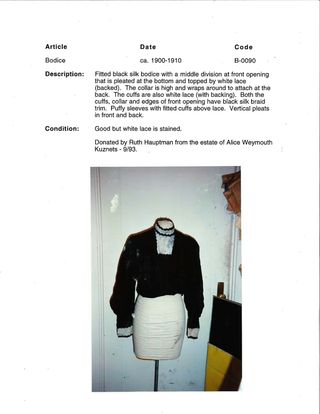 Article Date Code
Bodice ca. 1900-1910 B-0090
Description: Fitted black silk bodice with a middle division at front opening
that is pleated at the bottom and topped by white lace
(backed). The collar is high and wraps around to attach at the
back. The cuffs are also white lace (with backing). Both the
cuffs, collar and edges of front opening have black silk braid
trim. Puffy sleeves with fitted cuffs above lace. Vertical pleats
in front and back.
Condition: Good but white lace is stained.
Donated by Ruth Hauptman from the estate of Alice Weymouth
Kuznets - 9/93.